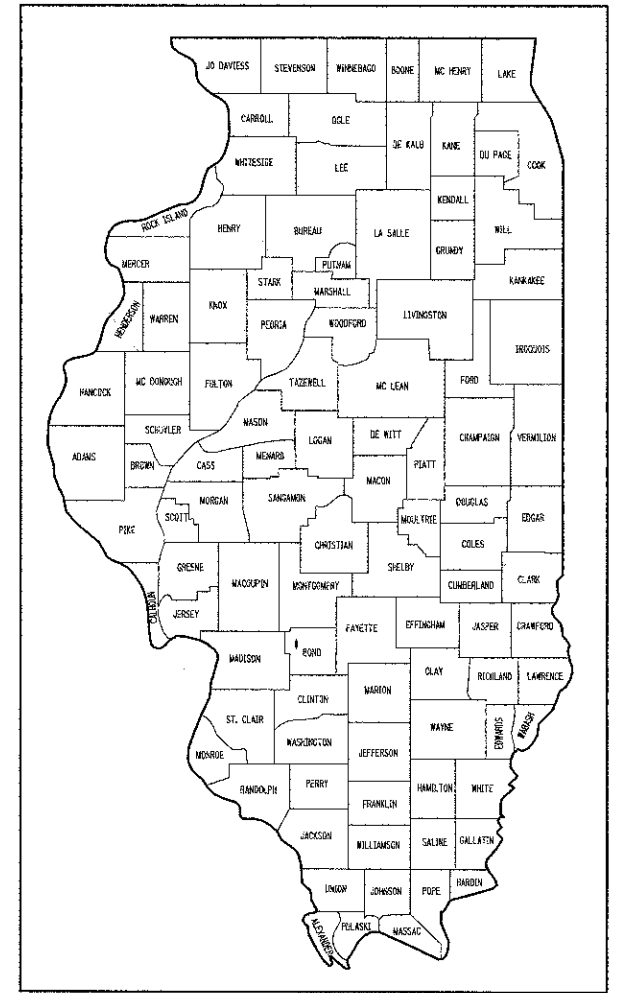 JO DAVIESS
STEVENSON
WINNEBAGO
BOONE
MC HENRY
LAKE
CARROLL
OGLE
DE KALB
KANE
DU PAGE
COOK
WHITESIDE
LEE
KENDALL
ROCK ISLAND
HENRY
BUREAU
LA SALLE
GRUNDY
WILL
MERCER
PUTNAM
KANKAKEE
STARK
MARSHALL
HENDERSON
WARREN
KNOX
PEORIA
WOODFORD
LIVINGSTON
IROQUOIS
HANCOCK
MC DONOUGH
FULTON
TAZEWELL
MC LEAN
FORD
SCHUYLER
MASON
LOGAN
DE WITT
CHAMPAIGN
VERMILION
ADAMS
BROWN
CASS
MENARD
PIATT
MACON
MORGAN
SANGAMON
DOUGLAS
PIKE
SCOTT
MOULTRIE
EDGAR
CHRISTIAN
COLES
GREENE
MACOUPIN
MONTGOMERY
SHELBY
CUMBERLAND
CLARK
CALHOUN
JERSEY
FAYETTE
EFFINGHAM
JASPER
CRAWFORD
MADISON
BOND
CLAY
RICHLAND
LAWRENCE
CLINTON
MARION
ST. CLAIR
WAYNE
EDWARDS
WABASH
WASHINGTON
MONROE
JEFFERSON
RANDOLPH
PERRY
HAMILTON
WHITE
FRANKLIN
JACKSON
WILLIAMSON
SALINE
GALLATIN
UNION
JOHNSON
POPE
HARDIN
ALEXANDER
PULASKI
MASSAC